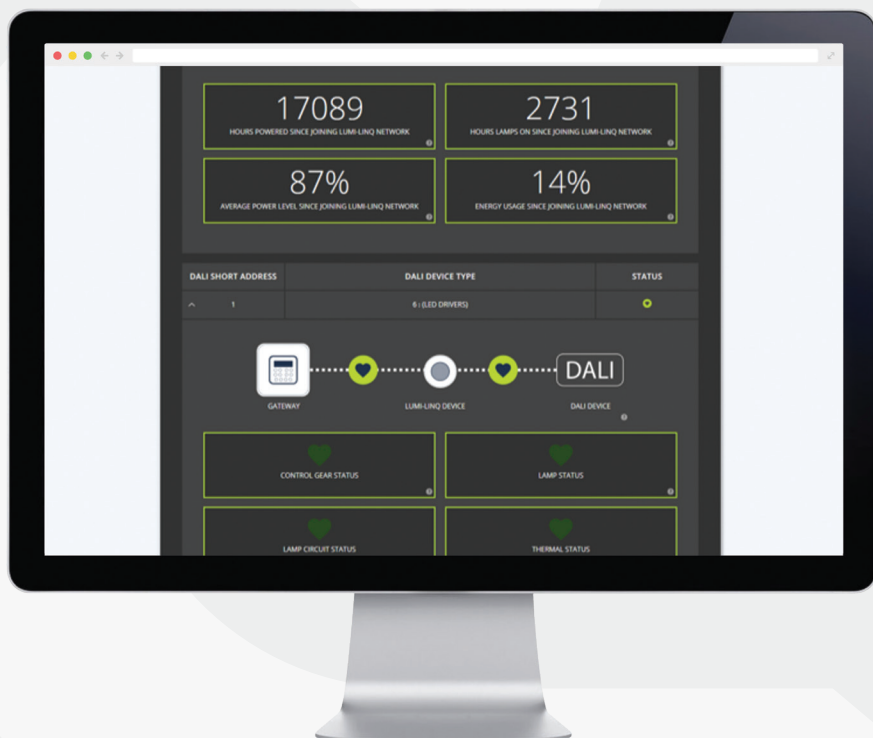 17089
HOURS POWERED SINCE JOINING LUMI-LINQ NETWORK
2731
HOURS LAMPS ON SINCE JOINING LUMI-LINQ NETWORK
87%
AVERAGE POWER LEVEL SINCE JOINING LUMI-LINQ NETWORK
14%
ENERGY USAGE SINCE JOINING LUMI-LINQ NETWORK
DALI SHORT ADDRESS DALI DEVICE TYPE STATUS
1 6 : (LED DRIVERS)
DALI
GATEWAY LUMI-LINQ DEVICE DALI DEVICE
CONTROL GEAR STATUS
LAMP STATUS
LAMP CIRCUIT STATUS
THERMAL STATUS